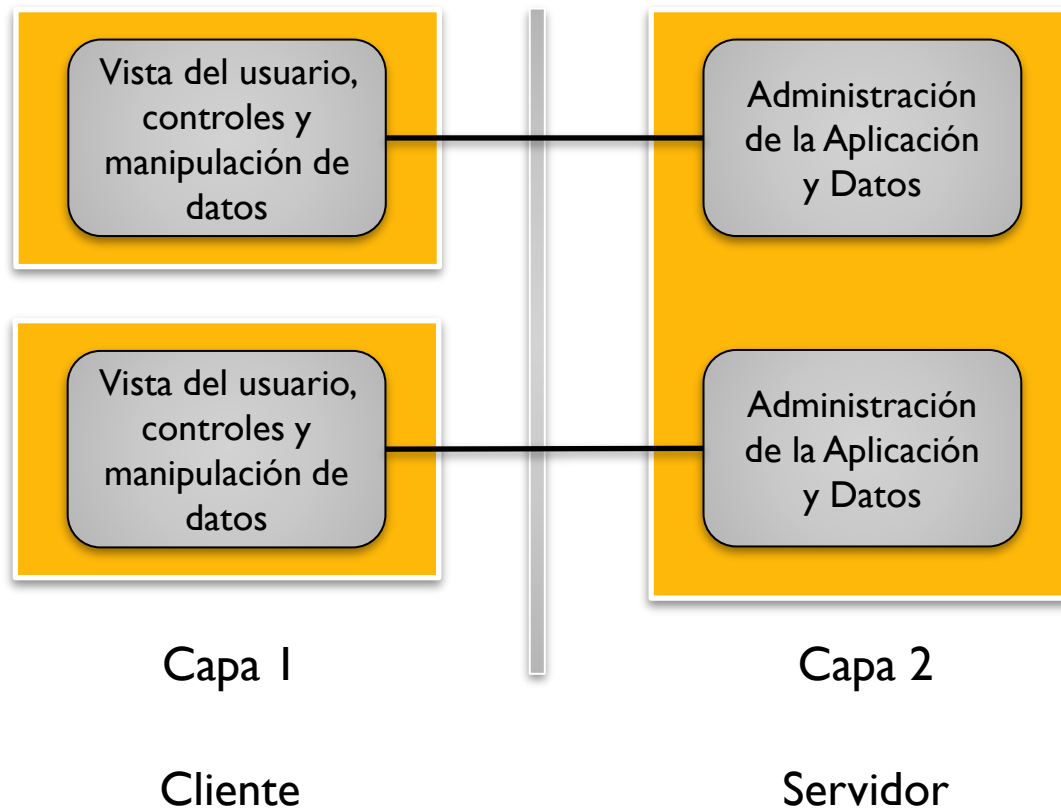 Vista del usuario,
controles y
manipulación de
datos
Administración
de la Aplicación
y Datos
Vista del usuario,
controles y
manipulación de
datos
Administración
de la Aplicación
y Datos
Capa 1
Capa 2
Cliente
Servidor